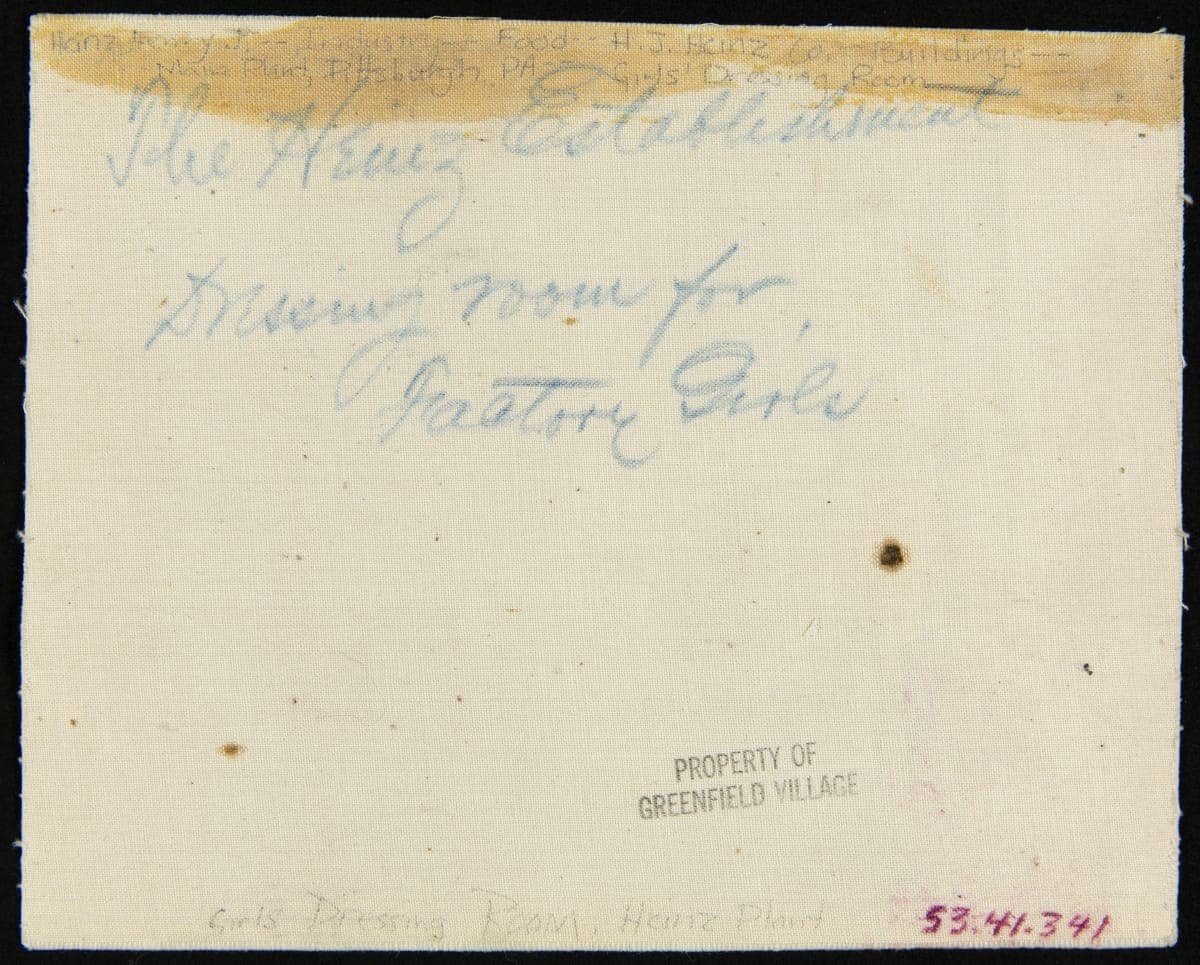 Heinz, Henry J. -- Industry -- Food -- H.J. Heinz Co. -- Buildings --
Main Plant, Pittsburgh, PA -- Girls' Dressing Room
The Heinz Establishment
Dressing room for
Factory Girls
PROPERTY OF
GREENFIELD VILLAGE
Girls' Dressing Room, Heinz Plant
53.41.341